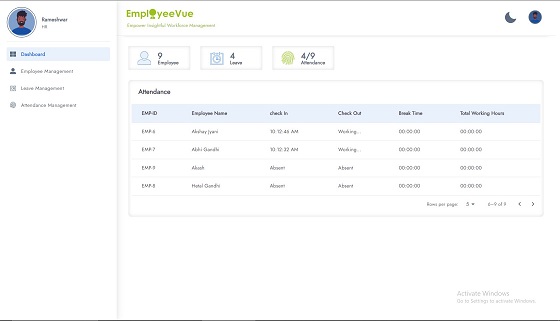 Rameshwar
HR
Dashboard
Employee Management
Leave Management
Attendance Management
EmployeeVue
Empower Insightful Workforce Management
9
Employee
4
Leave
4/9
Attendance
Attendance
EMP-ID Employee Name check In Check Out Break Time Total Working Hours
EMP-6 Akshay Jyani 10:12:46 AM Working... 00:00:00 00:00:00
EMP-7 Abhi Gandhi 10:12:32 AM Working... 00:00:00 00:00:00
EMP-9 Akash Absent Absent 00:00:00 00:00:00
EMP-8 Hetal Gandhi Absent Absent 00:00:00 00:00:00
Rows per page: 5 6–9 of 9
Activate Windows
Go to Settings to activate Windows.